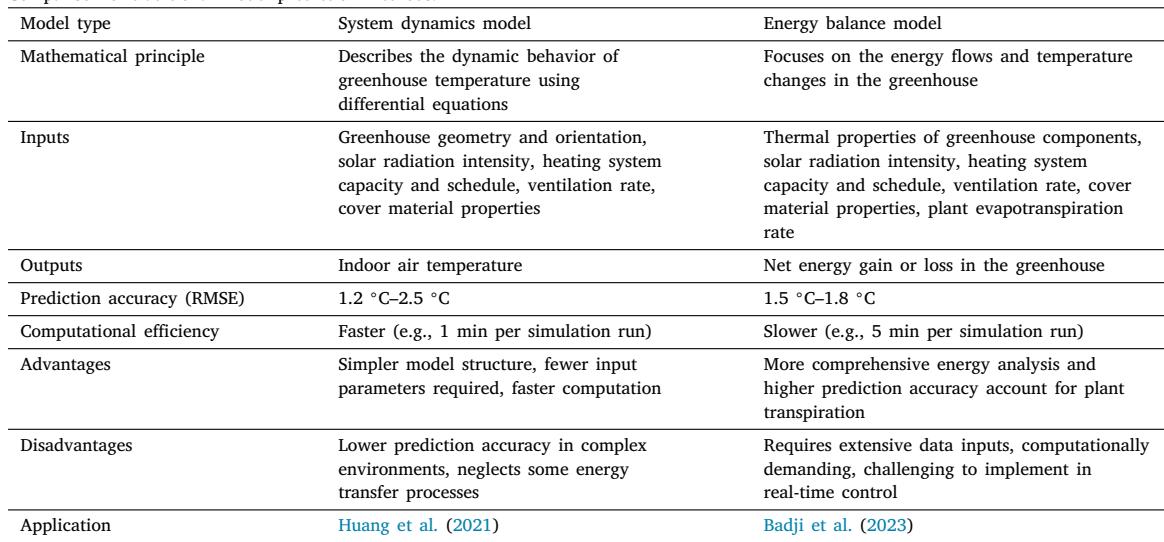 Model type System dynamics model Energy balance model
Mathematical principle Describes the dynamic behavior of Focuses on the energy flows and temperature
greenhouse temperature using changes in the greenhouse
differential equations
Inputs Greenhouse geometry and orientation, Thermal properties of greenhouse components,
solar radiation intensity, heating system solar radiation intensity, heating system
capacity and schedule, ventilation rate, capacity and schedule, ventilation rate, cover
cover material properties material properties, plant evapotranspiration
rate
Outputs Indoor air temperature Net energy gain or loss in the greenhouse
Prediction accuracy (RMSE) 1.2 °C–2.5 °C 1.5 °C–1.8 °C
Computational efficiency Faster (e.g., 1 min per simulation run) Slower (e.g., 5 min per simulation run)
Advantages Simpler model structure, fewer input More comprehensive energy analysis and
parameters required, faster computation higher prediction accuracy account for plant
transpiration
Disadvantages Lower prediction accuracy in complex Requires extensive data inputs, computationally
environments, neglects some energy demanding, challenging to implement in
transfer processes real-time control
Application Huang et al. (2021) Badji et al. (2023)